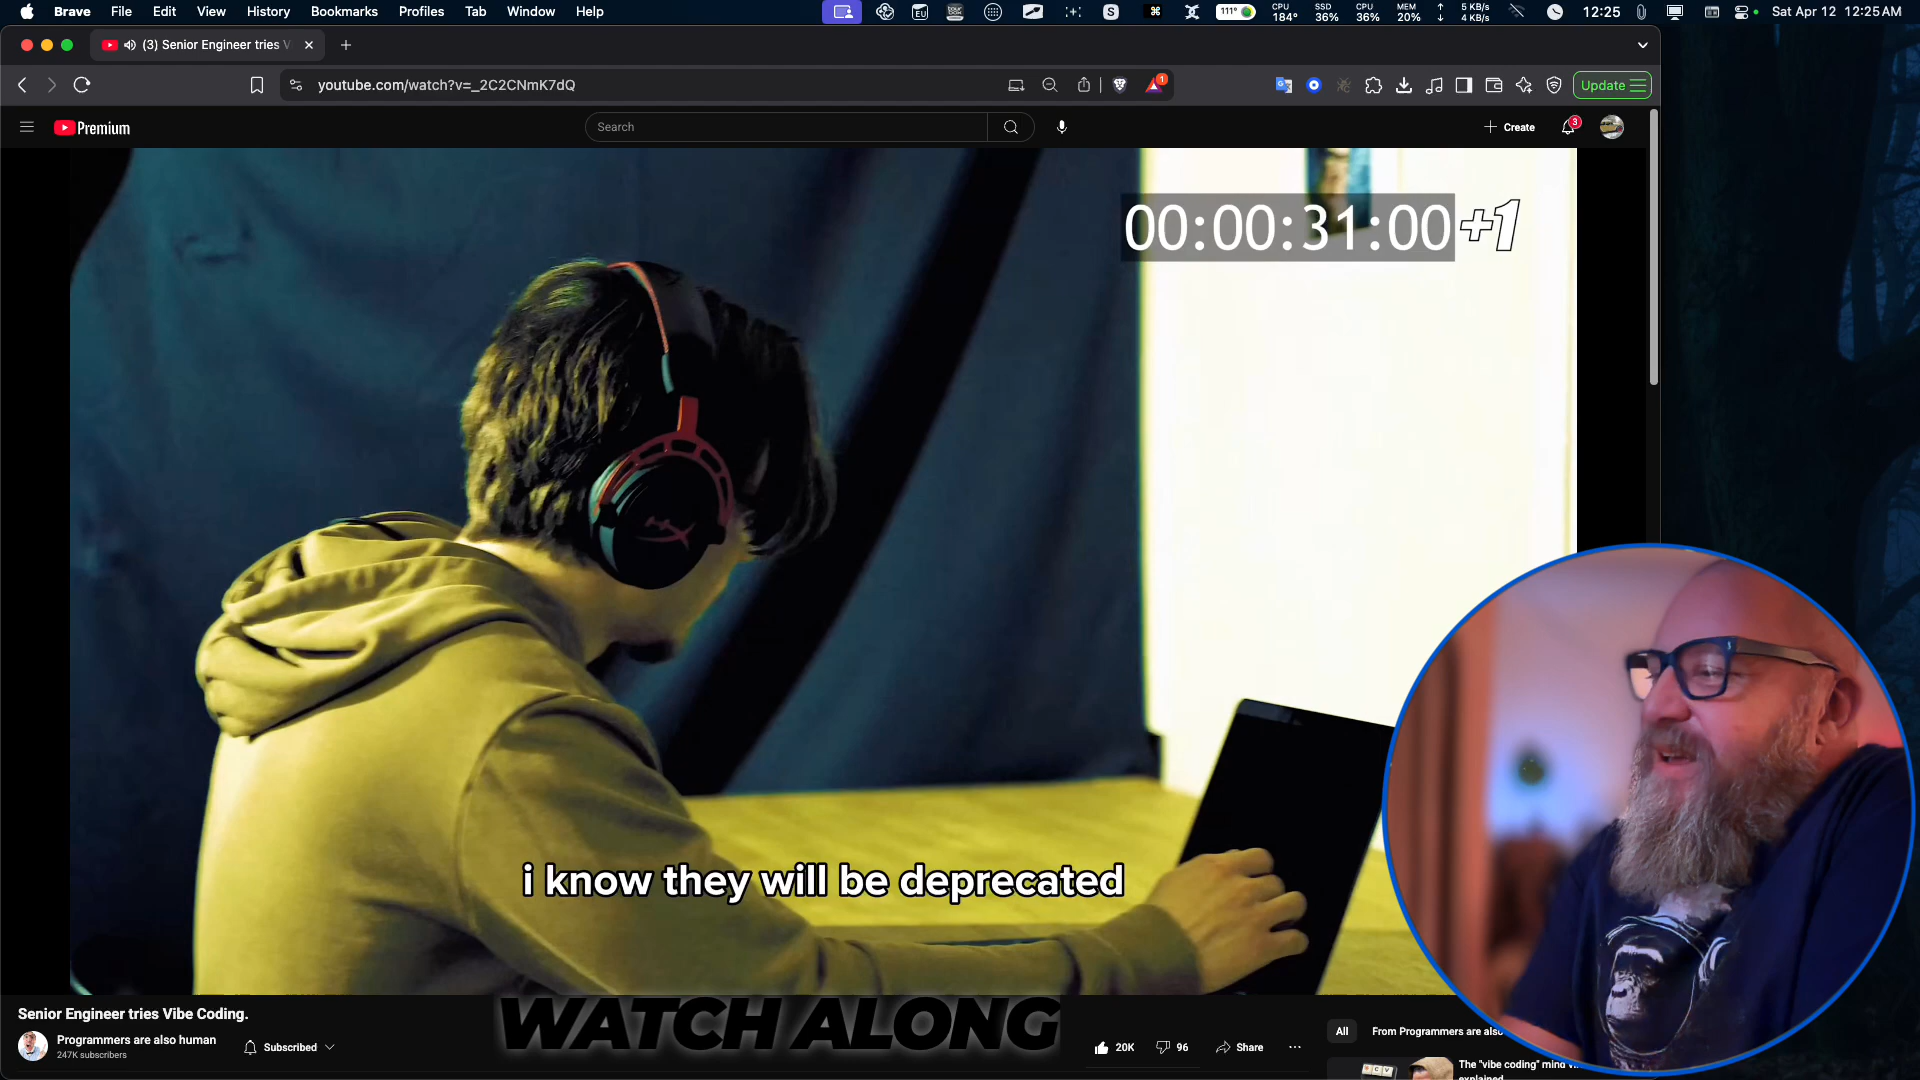 Brave File Edit View History Bookmarks Profiles Tab Window Help
EU
S
111°
CPU 184°
SSD 36%
CPU 36%
MEM 20%
5 KB/s
4 KB/s
12:25
Sat Apr 12 12:25 AM
(3) Senior Engineer tries V
youtube.com/watch?v=_2C2CNmK7dQ
1
Update
Premium
Search
Create
3
00:00:31:00 +1
i know they will be deprecated
WATCH ALONG
Senior Engineer tries Vibe Coding.
Programmers are also human
247K subscribers
Subscribed
20K
96
Share
All
From Programmers are also
The "vibe coding" mind
explained